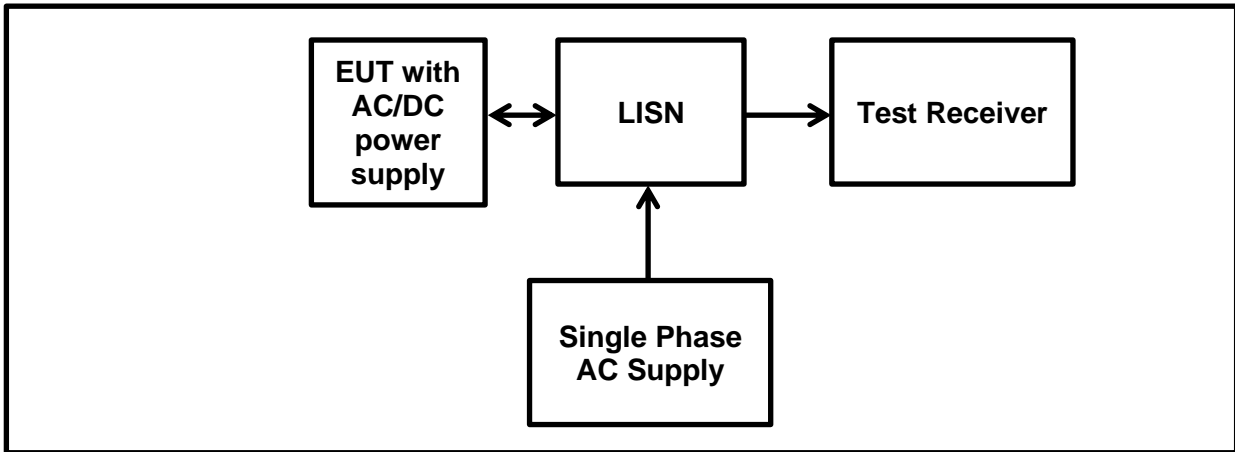 EUT with
AC/DC
power
supply
LISN
Test Receiver
Single Phase
AC Supply